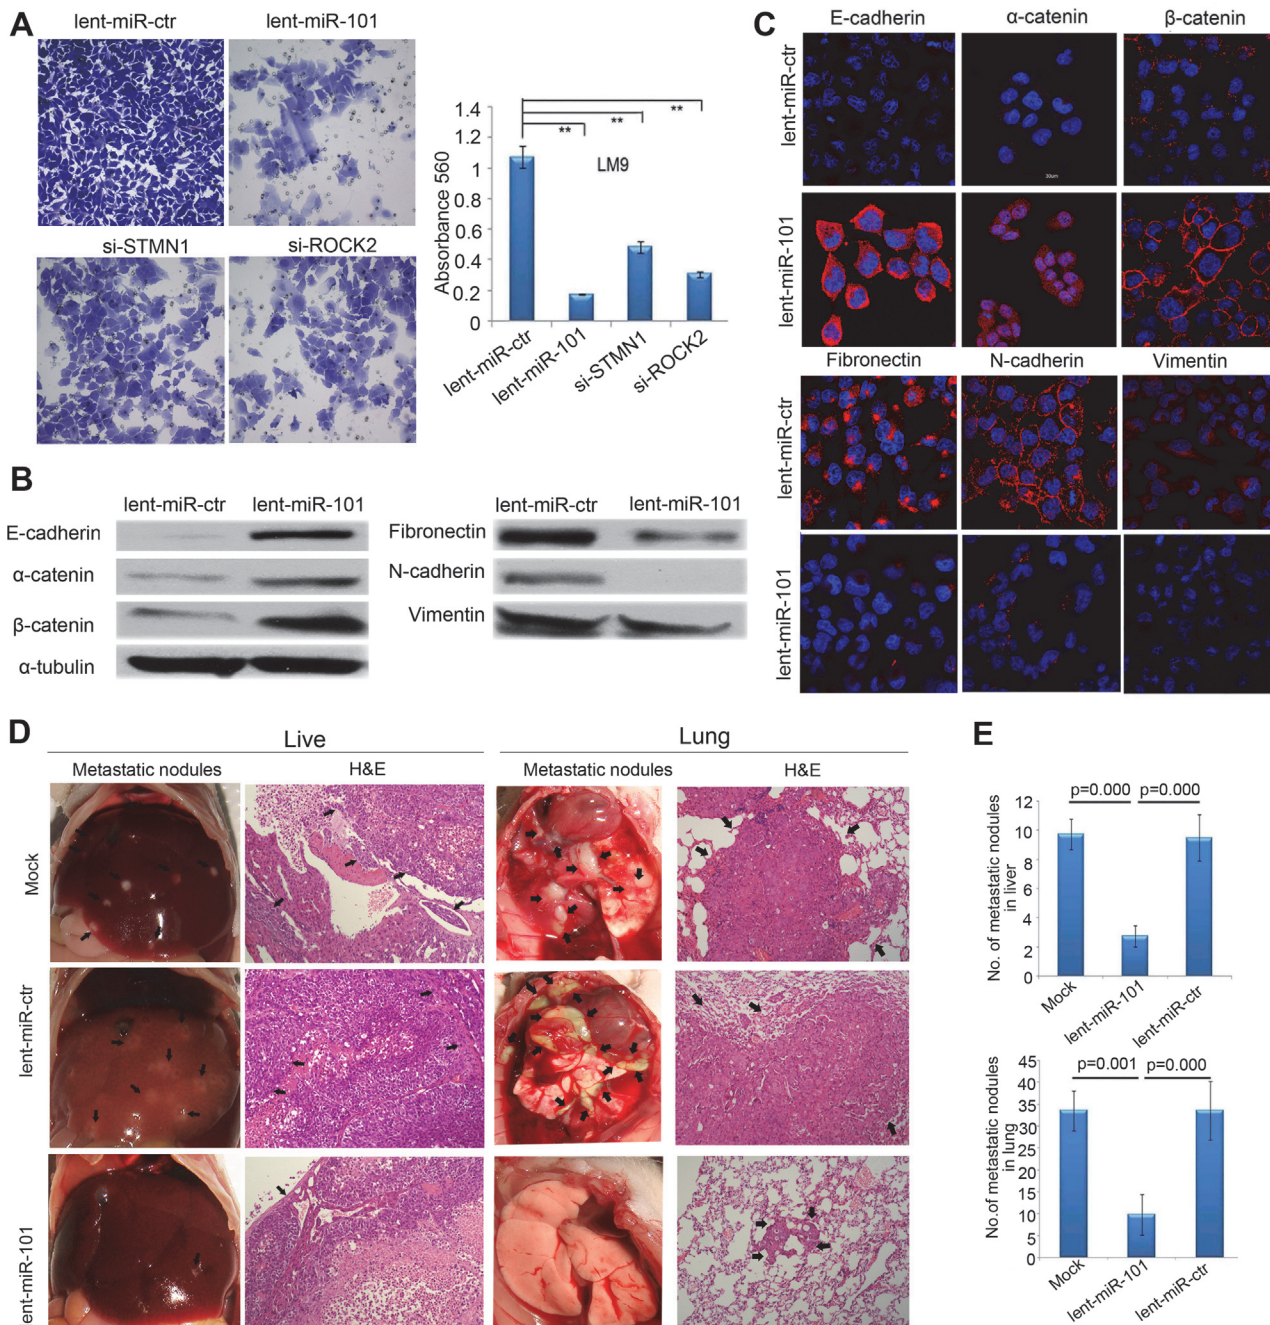 A
lent-miR-ctr
lent-miR-101
si-STMN1
si-ROCK2
1.4
1.2
1
0.8
0.6
0.4
0.2
0
Absorbance 560
**
**
**
LM9
lent-miR-ctr
lent-miR-101
si-STMN1
si-ROCK2
B
lent-miR-ctr
lent-miR-101
E-cadherin
α-catenin
β-catenin
α-tubulin
lent-miR-ctr
lent-miR-101
Fibronectin
N-cadherin
Vimentin
C
E-cadherin
α-catenin
β-catenin
lent-miR-ctr
30um
lent-miR-101
Fibronectin
N-cadherin
Vimentin
lent-miR-ctr
lent-miR-101
D
Live
Lung
Metastatic nodules
H&E
Metastatic nodules
H&E
Mock
lent-miR-ctr
lent-miR-101
E
p=0.000
p=0.000
No. of metastatic nodules
in liver
12
10
8
6
4
2
0
Mock
lent-miR-101
lent-miR-ctr
p=0.001
p=0.000
No.of metastatic nodules
in lung
45
40
35
30
25
20
15
10
5
0
Mock
lent-miR-101
lent-miR-ctr